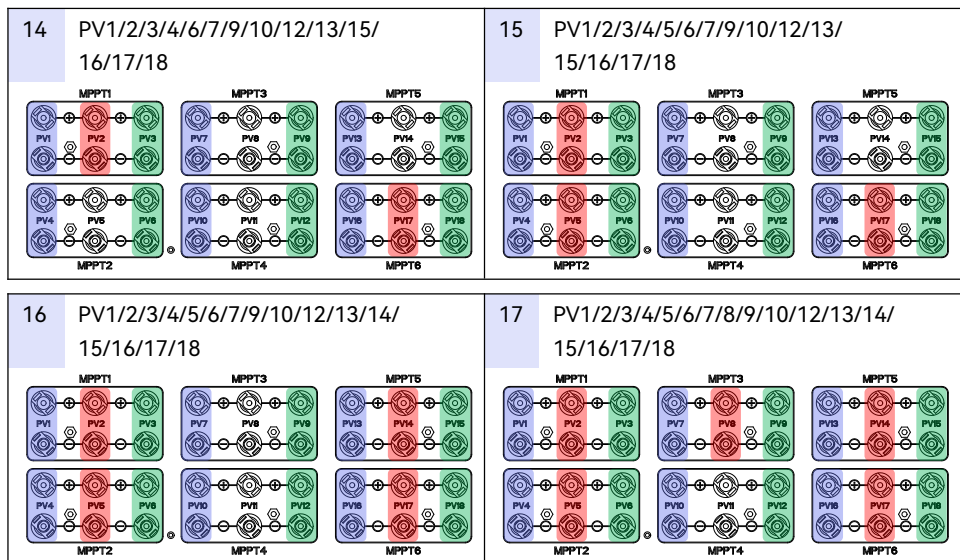 14 PV1/2/3/4/6/7/9/10/12/13/15/
16/17/18
MPPT1 MPPT3 MPPT5
PV1 PV2 PV3 PV7 PV8 PV9 PV13 PV14 PV15
PV4 PV5 PV6 PV10 PV11 PV12 PV16 PV17 PV18
MPPT2 MPPT4 MPPT6
15 PV1/2/3/4/5/6/7/9/10/12/13/
15/16/17/18
MPPT1 MPPT3 MPPT5
PV1 PV2 PV3 PV7 PV8 PV9 PV13 PV14 PV15
PV4 PV5 PV6 PV10 PV11 PV12 PV16 PV17 PV18
MPPT2 MPPT4 MPPT6
16 PV1/2/3/4/5/6/7/9/10/12/13/14/
15/16/17/18
MPPT1 MPPT3 MPPT5
PV1 PV2 PV3 PV7 PV8 PV9 PV13 PV14 PV15
PV4 PV5 PV6 PV10 PV11 PV12 PV16 PV17 PV18
MPPT2 MPPT4 MPPT6
17 PV1/2/3/4/5/6/7/8/9/10/12/13/14/
15/16/17/18
MPPT1 MPPT3 MPPT5
PV1 PV2 PV3 PV7 PV8 PV9 PV13 PV14 PV15
PV4 PV5 PV6 PV10 PV11 PV12 PV16 PV17 PV18
MPPT2 MPPT4 MPPT6